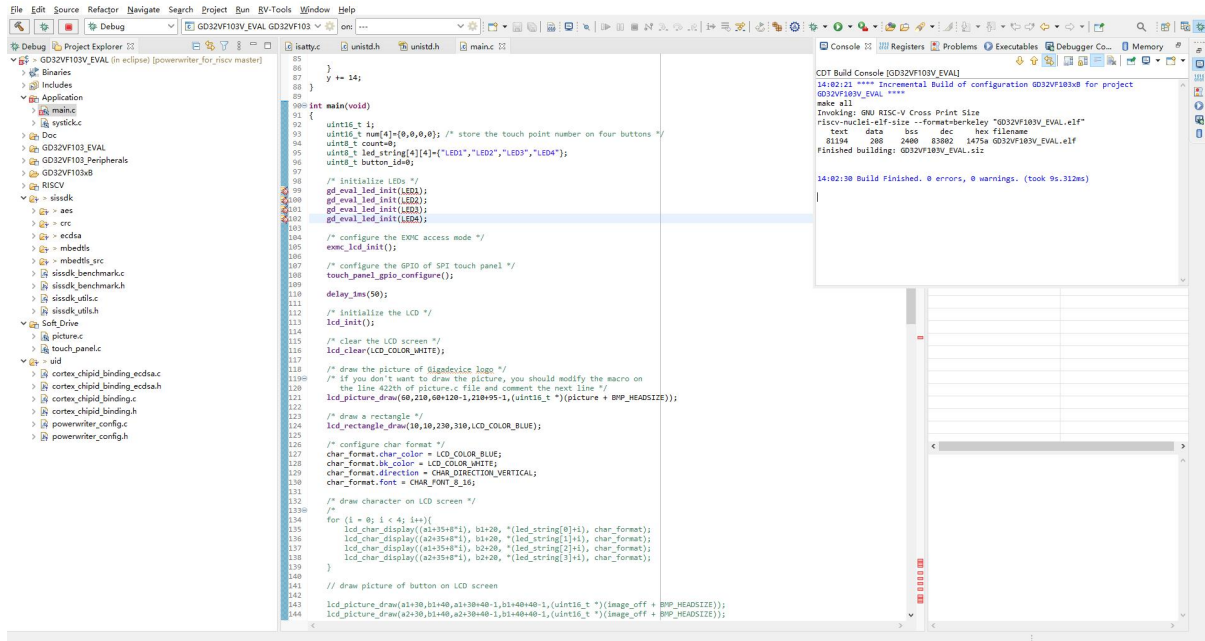 File Edit Source Refactor Navigate Search Project Run RV-Tools Window Help
Debug
GD32VF103V_EVAL GD32VF103
on:
---
Debug Project Explorer
GD32VF103V_EVAL (in eclipse) [powerwriter_for_riscv master]
Binaries
Includes
Application
main.c
systick.c
Doc
GD32VF103_EVAL
GD32VF103_Peripherals
GD32VF103xB
RISCV
> sissdk
> aes
> crc
> ecdsa
> mbedtls
> mbedtls_src
sissdk_benchmark.c
sissdk_benchmark.h
sissdk_utils.c
sissdk_utils.h
Soft_Drive
picture.c
touch_panel.c
> uid
cortex_chipid_binding_ecdsa.c
cortex_chipid_binding_ecdsa.h
cortex_chipid_binding.c
cortex_chipid_binding.h
powerwriter_config.c
powerwriter_config.h
isatty.c unistd.h unistd.h main.c
85
86 }
87 y += 14;
88 }
89
90 int main(void)
91 {
92 uint16_t i;
93 uint16_t num[4]={0,0,0,0}; /* store the touch point number on four buttons */
94 uint8_t count=0;
95 uint8_t led_string[4][4]={"LED1","LED2","LED3","LED4"};
96 uint8_t button_id=0;
97
98 /* initialize LEDs */
99 gd_eval_led_init(LED1);
100 gd_eval_led_init(LED2);
101 gd_eval_led_init(LED3);
102 gd_eval_led_init(LED4);
103
104 /* configure the EXMC access mode */
105 exmc_lcd_init();
106
107 /* configure the GPIO of SPI touch panel */
108 touch_panel_gpio_configure();
109
110 delay_1ms(50);
111
112 /* initialize the LCD */
113 lcd_init();
114
115 /* clear the LCD screen */
116 lcd_clear(LCD_COLOR_WHITE);
117
118 /* draw the picture of Gigadevice logo */
119 /* if you don't want to draw the picture, you should modify the macro on
120 the line 422th of picture.c file and comment the next line */
121 lcd_picture_draw(60,210,60+120-1,210+95-1,(uint16_t *)(picture + BMP_HEADSIZE));
122
123 /* draw a rectangle */
124 lcd_rectangle_draw(10,10,230,310,LCD_COLOR_BLUE);
125
126 /* configure char format */
127 char_format.char_color = LCD_COLOR_BLUE;
128 char_format.bk_color = LCD_COLOR_WHITE;
129 char_format.direction = CHAR_DIRECTION_VERTICAL;
130 char_format.font = CHAR_FONT_8_16;
131
132 /* draw character on LCD screen */
133 /*
134 for (i = 0; i < 4; i++){
135 lcd_char_display((a1+35+8*i), b1+20, *(led_string[0]+i), char_format);
136 lcd_char_display((a2+35+8*i), b1+20, *(led_string[1]+i), char_format);
137 lcd_char_display((a1+35+8*i), b2+20, *(led_string[2]+i), char_format);
138 lcd_char_display((a2+35+8*i), b2+20, *(led_string[3]+i), char_format);
139 }
140
141 // draw picture of button on LCD screen
142
143 lcd_picture_draw(a1+30,b1+40,a1+30+40-1,b1+40+40-1,(uint16_t *)(image_off + BMP_HEADSIZE));
144 lcd_picture_draw(a2+30,b1+40,a2+30+40-1,b1+40+40-1,(uint16_t *)(image_off + BMP_HEADSIZE));
Console Registers Problems Executables Debugger Co... Memory
CDT Build Console [GD32VF103V_EVAL]
14:02:21 **** Incremental Build of configuration GD32VF103xB for project
GD32VF103V_EVAL ****
make all
Invoking: GNU RISC-V Cross Print Size
riscv-nuclei-elf-size --format=berkeley "GD32VF103V_EVAL.elf"
text data bss dec hex filename
81194 208 2400 83802 1475a GD32VF103V_EVAL.elf
Finished building: GD32VF103V_EVAL.siz
14:02:30 Build Finished. 0 errors, 0 warnings. (took 9s.312ms)